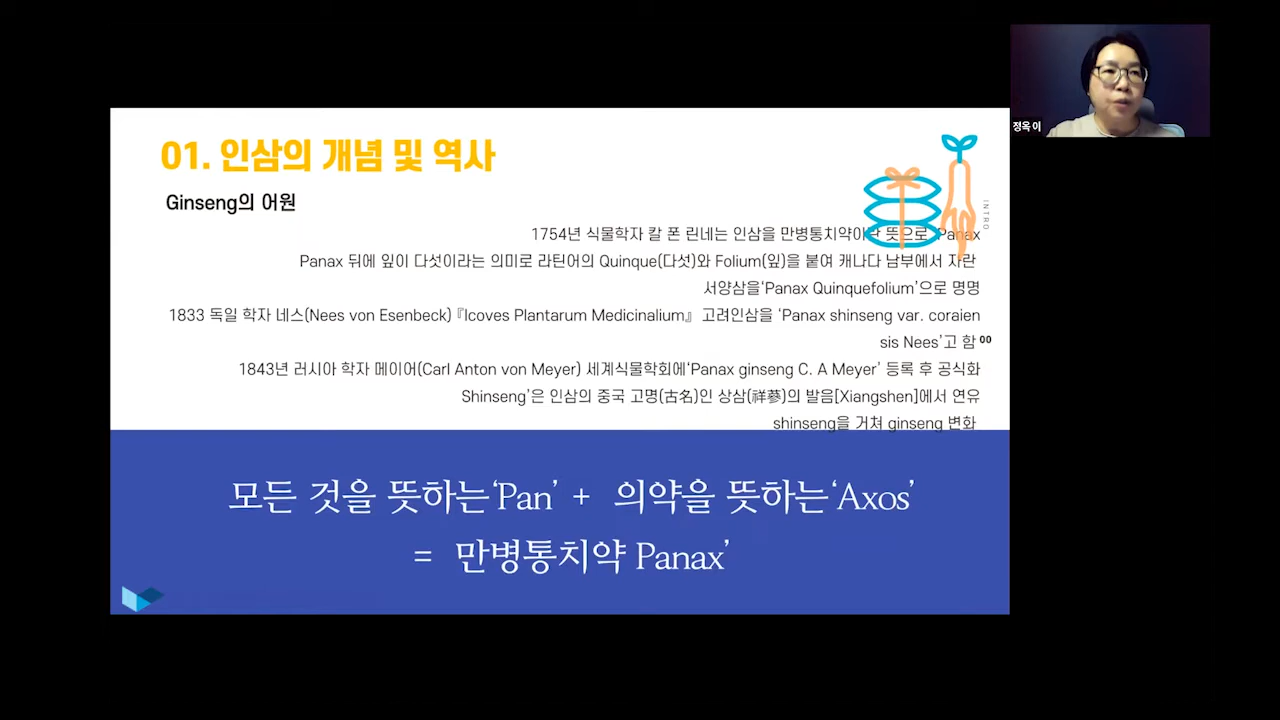 정옥 이
01. 인삼의 개념 및 역사
Ginseng의 어원
INTRO
1754년 식물학자 칼 폰 린네는 인삼을 만병통치약이란 뜻으로 'Panax
Panax 뒤에 잎이 다섯이라는 의미로 라틴어의 Quinque(다섯)와 Folium(잎)을 붙여 캐나다 남부에서 자란
서양삼을‘Panax Quinquefolium’으로 명명
1833 독일 학자 네스(Nees von Esenbeck)『Icoves Plantarum Medicinalium』 고려인삼을 ‘Panax shinseng var. coraien
sis Nees’고 함
00
1843년 러시아 학자 메이어(Carl Anton von Meyer) 세계식물학회에‘Panax ginseng C. A Meyer’ 등록 후 공식화
Shinseng’은 인삼의 중국 고명(古名)인 상삼(祥蔘)의 발음[Xiangshen]에서 연유
shinseng을 거쳐 ginseng 변화
모든 것을 뜻하는‘Pan’ + 의약을 뜻하는‘Axos’
= 만병통치약 Panax’